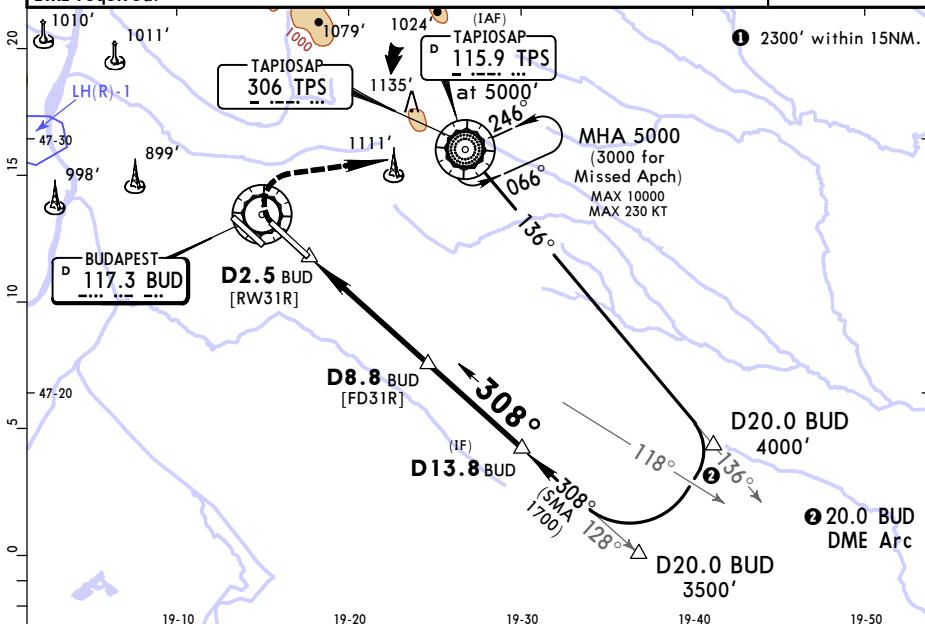 1010'
1011'
1079'
1000
1024'
(IAF)
TAPIOSAP
D 115.9 TPS
at 5000'
❶ 2300' within 15NM.
TAPIOSAP
306 TPS
1135'
LH(R)-1
20
47-30
15
10
47-20
5
0
899'
998'
1111'
246°
066°
MHA 5000
(3000 for
Missed Apch)
MAX 10000
MAX 230 KT
136°
BUDAPEST
D 117.3 BUD
D2.5 BUD
[RW31R]
D8.8 BUD
[FD31R]
308°
(IF)
D13.8 BUD
D20.0 BUD
4000'
118°
136°
❷
308°
(SMA
1700)
128°
❷ 20.0 BUD
DME Arc
D20.0 BUD
3500'
19-10
19-20
19-30
19-40
19-50